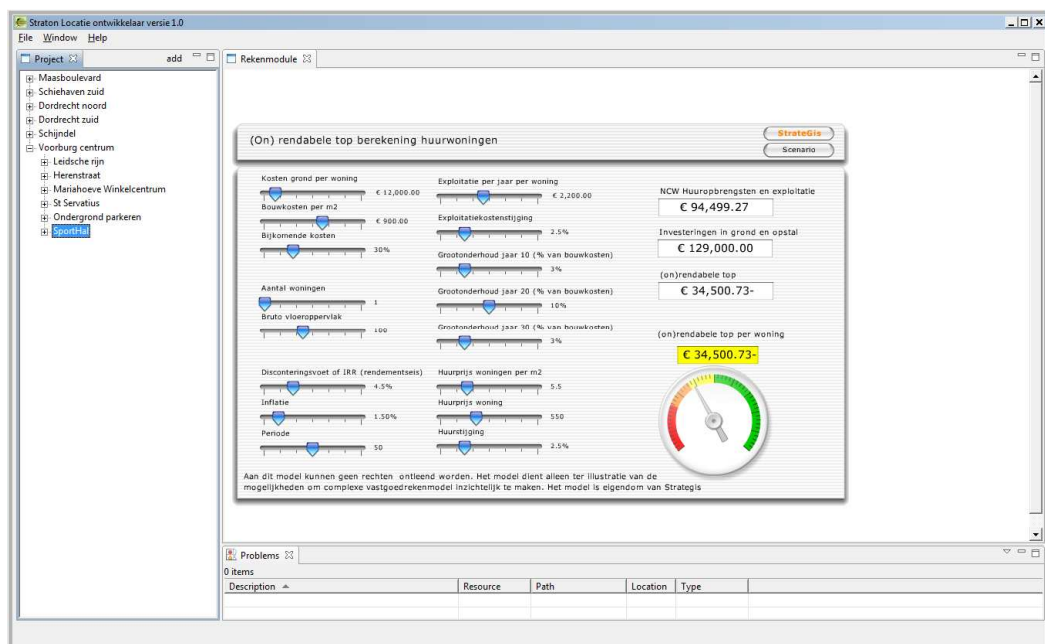 Straton Locatie ontwikkelaar versie 1.0
File Window Help
Project add
Maasboulevard
Schiehaven zuid
Dordrecht noord
Dordrecht zuid
Schijndel
Voorburg centrum
Leidsche rijn
Herenstraat
Mariahoeve Winkelcentrum
St Servatius
Ondergrond parkeren
SportHal
Rekenmodule
(On) rendabele top berekening huurwoningen
StrateGis
Scenario
Kosten grond per woning
€ 12,000.00
Bouwkosten per m2
€ 900.00
Bijkomende kosten
30%
Aantal woningen
1
Bruto vloeroppervlak
100
Disconteringsvoet of IRR (rendementseis)
4.5%
Inflatie
1.50%
Periode
50
Exploitatie per jaar per woning
€ 2,200.00
Exploitatiekostenstijging
2.5%
Grootonderhoud jaar 10 (% van bouwkosten)
3%
Grootonderhoud jaar 20 (% van bouwkosten)
10%
Grootonderhoud jaar 30 (% van bouwkosten)
3%
Huurprijs woningen per m2
5.5
Huurprijs woning
550
Huurstijging
2.5%
NCW Huuropbrengsten en exploitatie
€ 94,499.27
Investeringen in grond en opstal
€ 129,000.00
(on)rendabele top
€ 34,500.73-
(on)rendabele top per woning
€ 34,500.73-
Aan dit model kunnen geen rechten ontleend worden. Het model dient alleen ter illustratie van de
mogelijkheden om complexe vastgoedrekenmodel inzichtelijk te maken. Het model is eigendom van Strategis
Problems
0 items
Description Resource Path Location Type